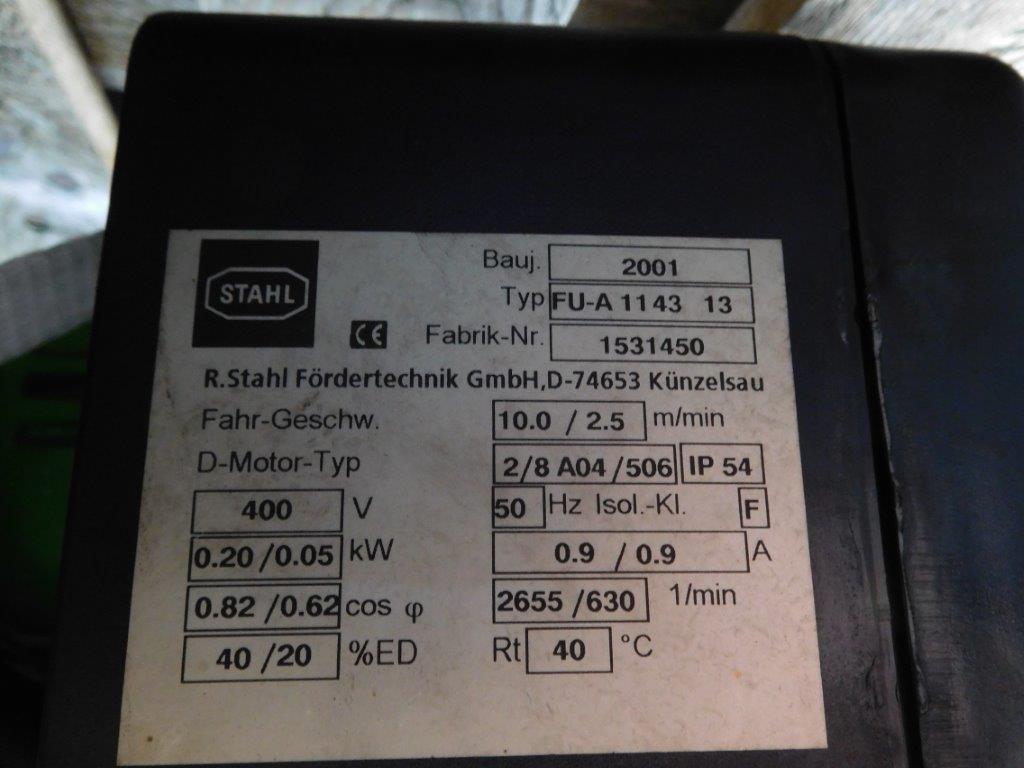 STAHL
CE
Bauj. 2001
Typ FU-A 1143 13
Fabrik-Nr. 1531450
R.Stahl Fördertechnik GmbH,D-74653 Künzelsau
Fahr-Geschw. 10.0 / 2.5 m/min
D-Motor-Typ 2/8 A04 /506 IP 54
400 V 50 Hz Isol.-Kl. F
0.20 /0.05 kW 0.9 / 0.9 A
0.82 /0.62 cos φ 2655 /630 1/min
40 /20 %ED Rt 40 °C